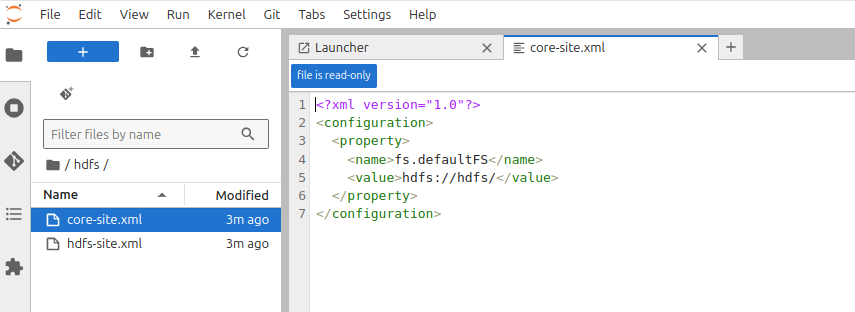 File Edit View Run Kernel Git Tabs Settings Help
Launcher
core-site.xml
file is read-only
Filter files by name
/ hdfs /
Name Modified
core-site.xml 3m ago
hdfs-site.xml 3m ago
1 <?xml version="1.0"?>
2 <configuration>
3 <property>
4 <name>fs.defaultFS</name>
5 <value>hdfs://hdfs/</value>
6 </property>
7 </configuration>